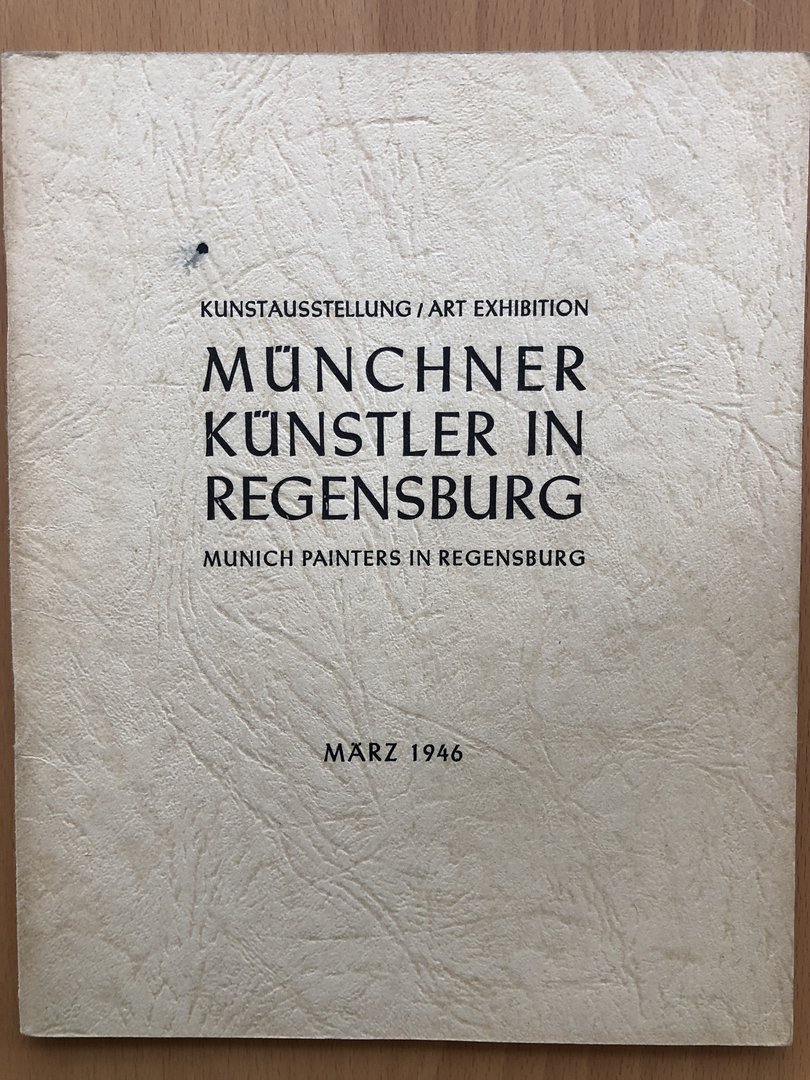 KUNSTAUSSTELLUNG / ART EXHIBITION
MÜNCHNER
KÜNSTLER IN
REGENSBURG
MUNICH PAINTERS IN REGENSBURG
MÄRZ 1946